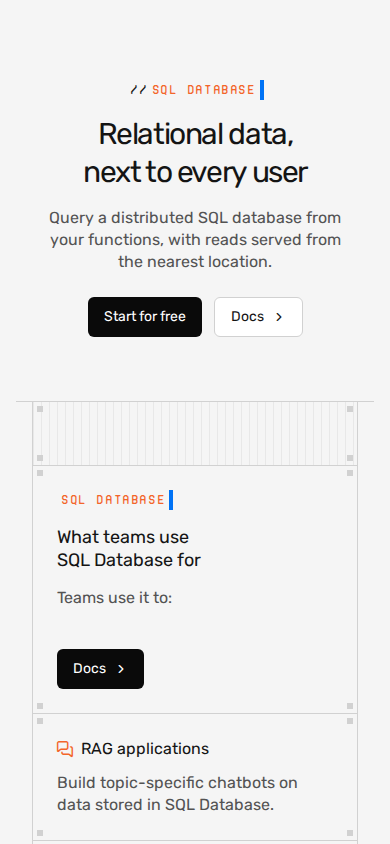 // SQL DATABASE
Relational data,
next to every user
Query a distributed SQL database from
your functions, with reads served from
the nearest location.
Start for free
Docs
SQL DATABASE
What teams use
SQL Database for
Teams use it to:
Docs
RAG applications
Build topic-specific chatbots on
data stored in SQL Database.